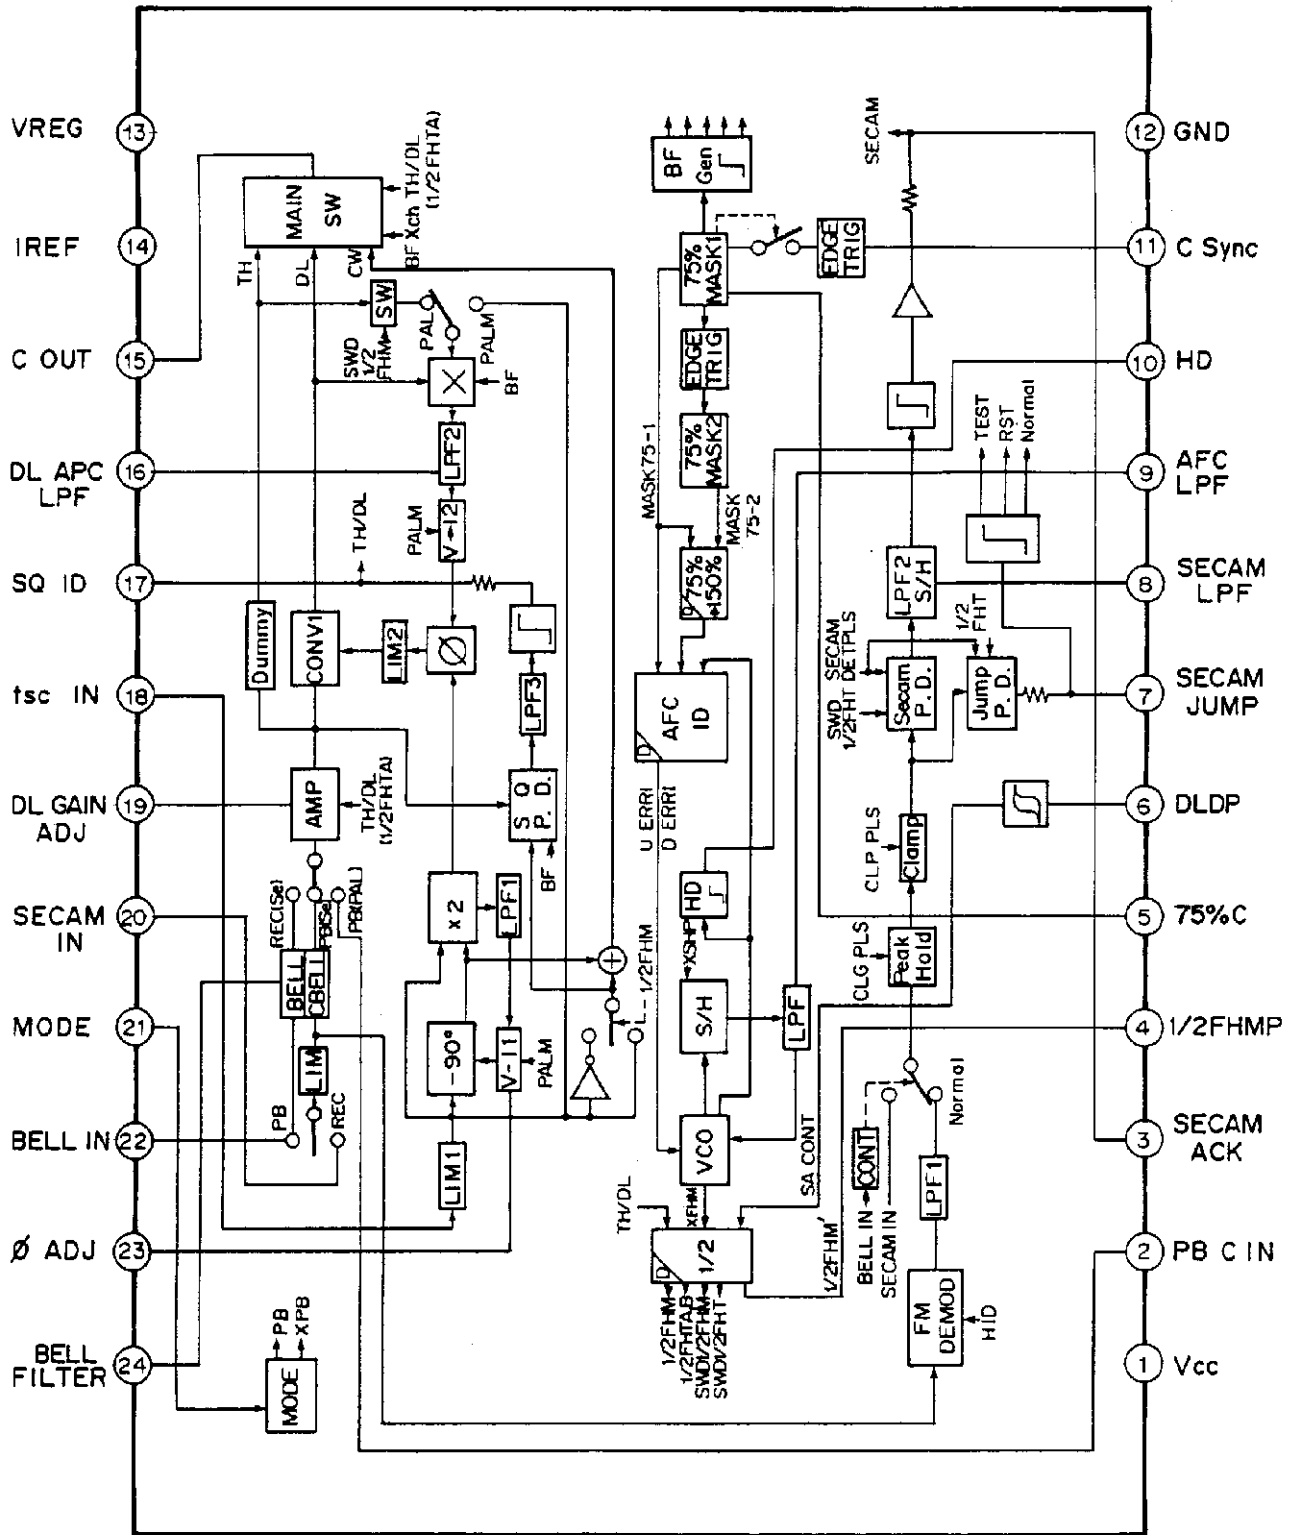 VREG
13
IREF
14
C OUT
15
DL APC
LPF
16
SQ ID
17
tsc IN
18
DL GAIN
ADJ
19
SECAM
IN
20
MODE
21
BELL IN
22
Ø ADJ
23
BELL
FILTER
24
12
GND
11
C Sync
10
HD
9
AFC
LPF
8
SECAM
LPF
7
SECAM
JUMP
6
DLDP
5
75%C
4
1/2FHMP
3
SECAM
ACK
2
PB C IN
1
Vcc
MAIN
SW
TH
DL
CW
BF Xch TH/DL
(1/2FHTA)
SW
SWD
1/2
FHM
PAL
PALM
X
BF
LPF2
PALM
V-I2
TH/DL
Dummy
CONV1
LIM2
Ø
LPF3
AMP
TH/DL
(1/2FHTA)
SQ
P.D.
BF
REC(Se)
PB(Se)
PB(PAL)
BELL
CBELL
LIM
PB
REC
x2
LPF1
+
L-1/2FHM
-90°
V-I1
PALM
LIM1
MODE
PB
XPB
BF
Gen
75%
MASK1
EDGE
TRIG
EDGE
TRIG
75%
MASK2
MASK75-1
MASK
75-2
D
75%
50%
AFC
ID
D
U ERRI
D ERRI
HD
XSHP
S/H
LPF
VCO
TH/DL
XFHM
SA CONT
1/2
D
1/2FHM
1/2FHTAB
SWD1/2FHM
SWD1/2FHT
1/2FHM'
SECAM
TEST
RST
Normal
LPF2
S/H
SWD
1/2FHT
SECAM
DETPLS
1/2
FHT
Secam
P.D.
Jump
P.D.
CLP PLS
Clamp
CLG PLS
Peak
Hold
Normal
CONT
BELL IN
SECAM IN
LPF1
FM
DEMOD
HID